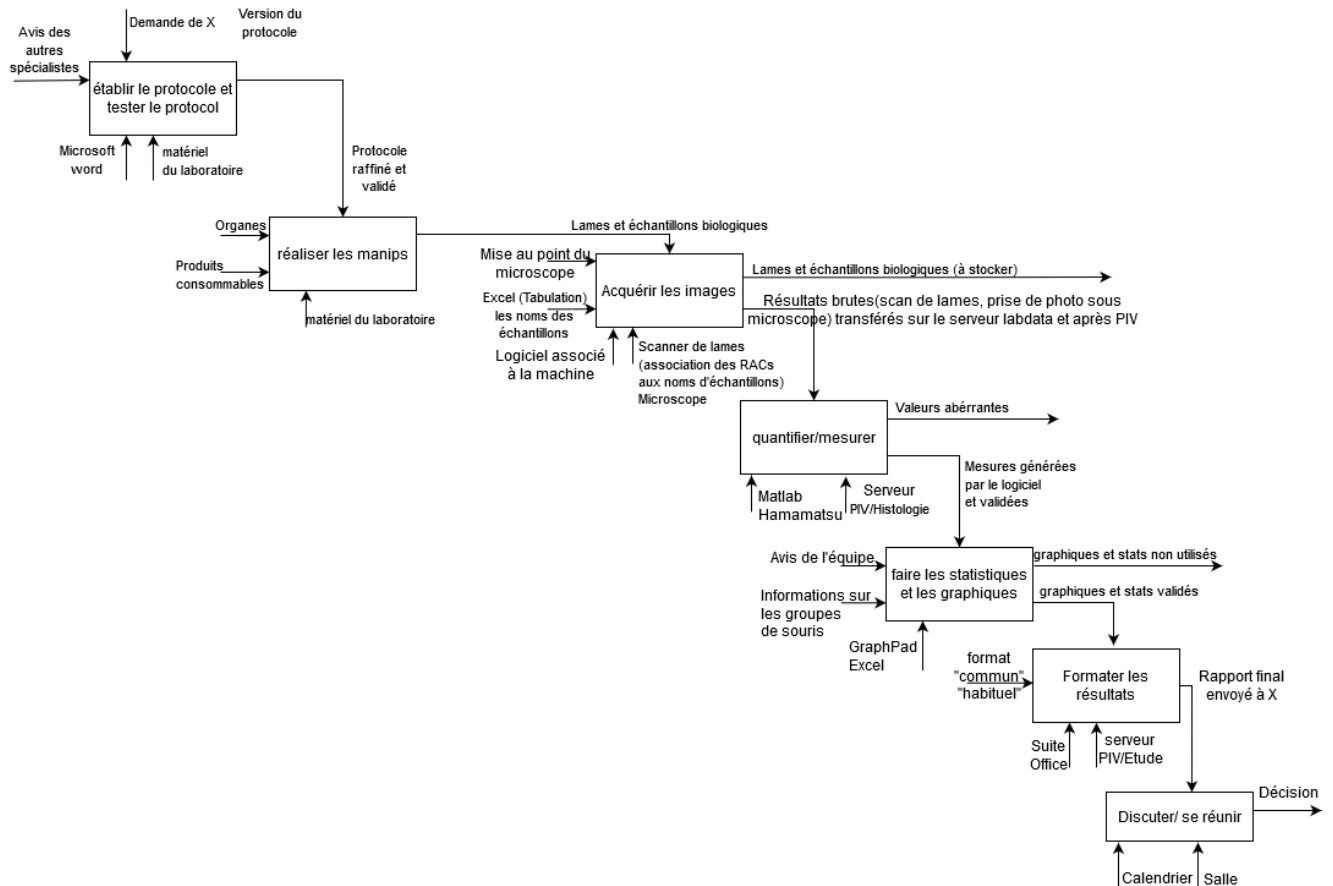 Demande de X
Version du
protocole
Avis des
autres
spécialistes
établir le protocole et
tester le protocol
Microsoft
word
matériel
du laboratoire
Protocole
raffiné et
validé
Organes
Produits
consommables
réaliser les manips
matériel du laboratoire
Lames et échantillons biologiques
Mise au point du
microscope
Excel (Tabulation)
les noms des
échantillons
Acquérir les images
Logiciel associé
à la machine
Scanner de lames
(association des RACs
aux noms d'échantillons)
Microscope
Lames et échantillons biologiques (à stocker)
Résultats brutes(scan de lames, prise de photo sous
microscope) transférés sur le serveur labdata et après PIV
quantifier/mesurer
Valeurs abérrantes
Matlab
Hamamatsu
Serveur
PIV/Histologie
Mesures générées
par le logiciel
et validées
Avis de l'équipe
Informations sur
les groupes
de souris
faire les statistiques
et les graphiques
GraphPad
Excel
graphiques et stats non utilisés
graphiques et stats validés
format
"commun"
"habituel"
Formater les
résultats
Suite
Office
serveur
PIV/Etude
Rapport final
envoyé à X
Discuter/ se réunir
Décision
Calendrier
Salle